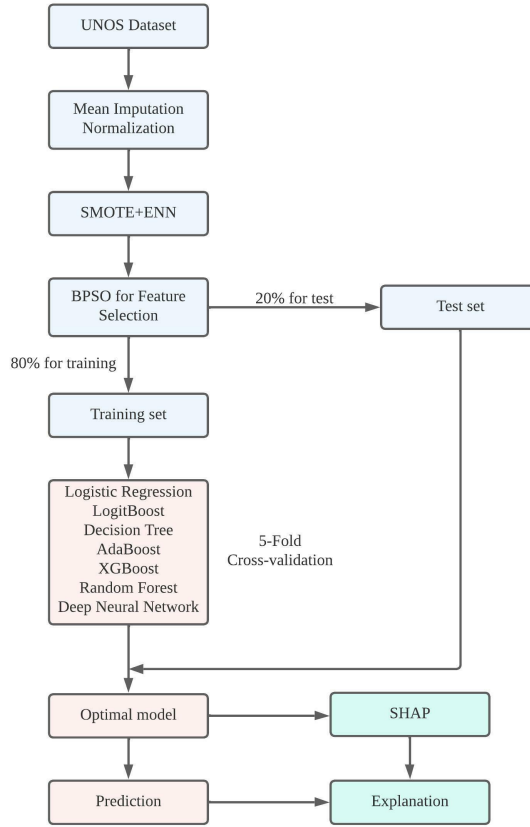 UNOS Dataset
Mean Imputation
Normalization
SMOTE+ENN
BPSO for Feature
Selection
20% for test
Test set
80% for training
Training set
Logistic Regression
LogitBoost
Decision Tree
AdaBoost
XGBoost
Random Forest
Deep Neural Network
5-Fold
Cross-validation
Optimal model
SHAP
Prediction
Explanation